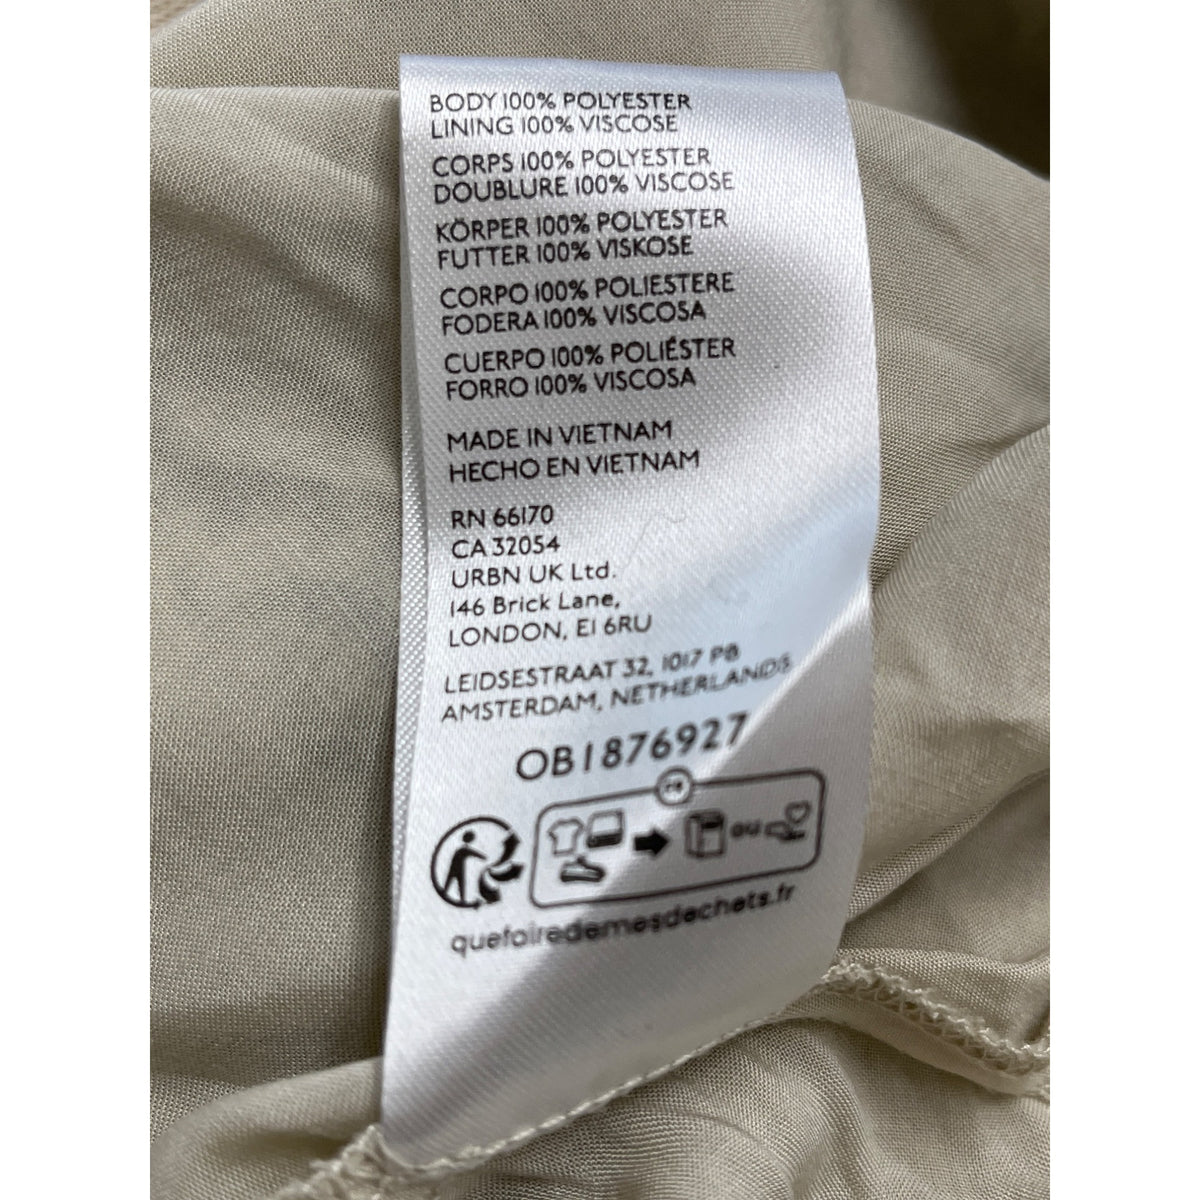 BODY 100% POLYESTER
LINING 100% VISCOSE
CORPS 100% POLYESTER
DOUBLURE 100% VISCOSE
KÖRPER 100% POLYESTER
FUTTER 100% VISKOSE
CORPO 100% POLIESTERE
FODERA 100% VISCOSA
CUERPO 100% POLIÉSTER
FORRO 100% VISCOSA
MADE IN VIETNAM
HECHO EN VIETNAM
RN 66170
CA 32054
URBN UK Ltd.
146 Brick Lane,
LONDON, E1 6RU
LEIDSESTRAAT 32, 1017 PB
AMSTERDAM, NETHERLANDS
OB1876927
ou
quefairedemesdechets.fr